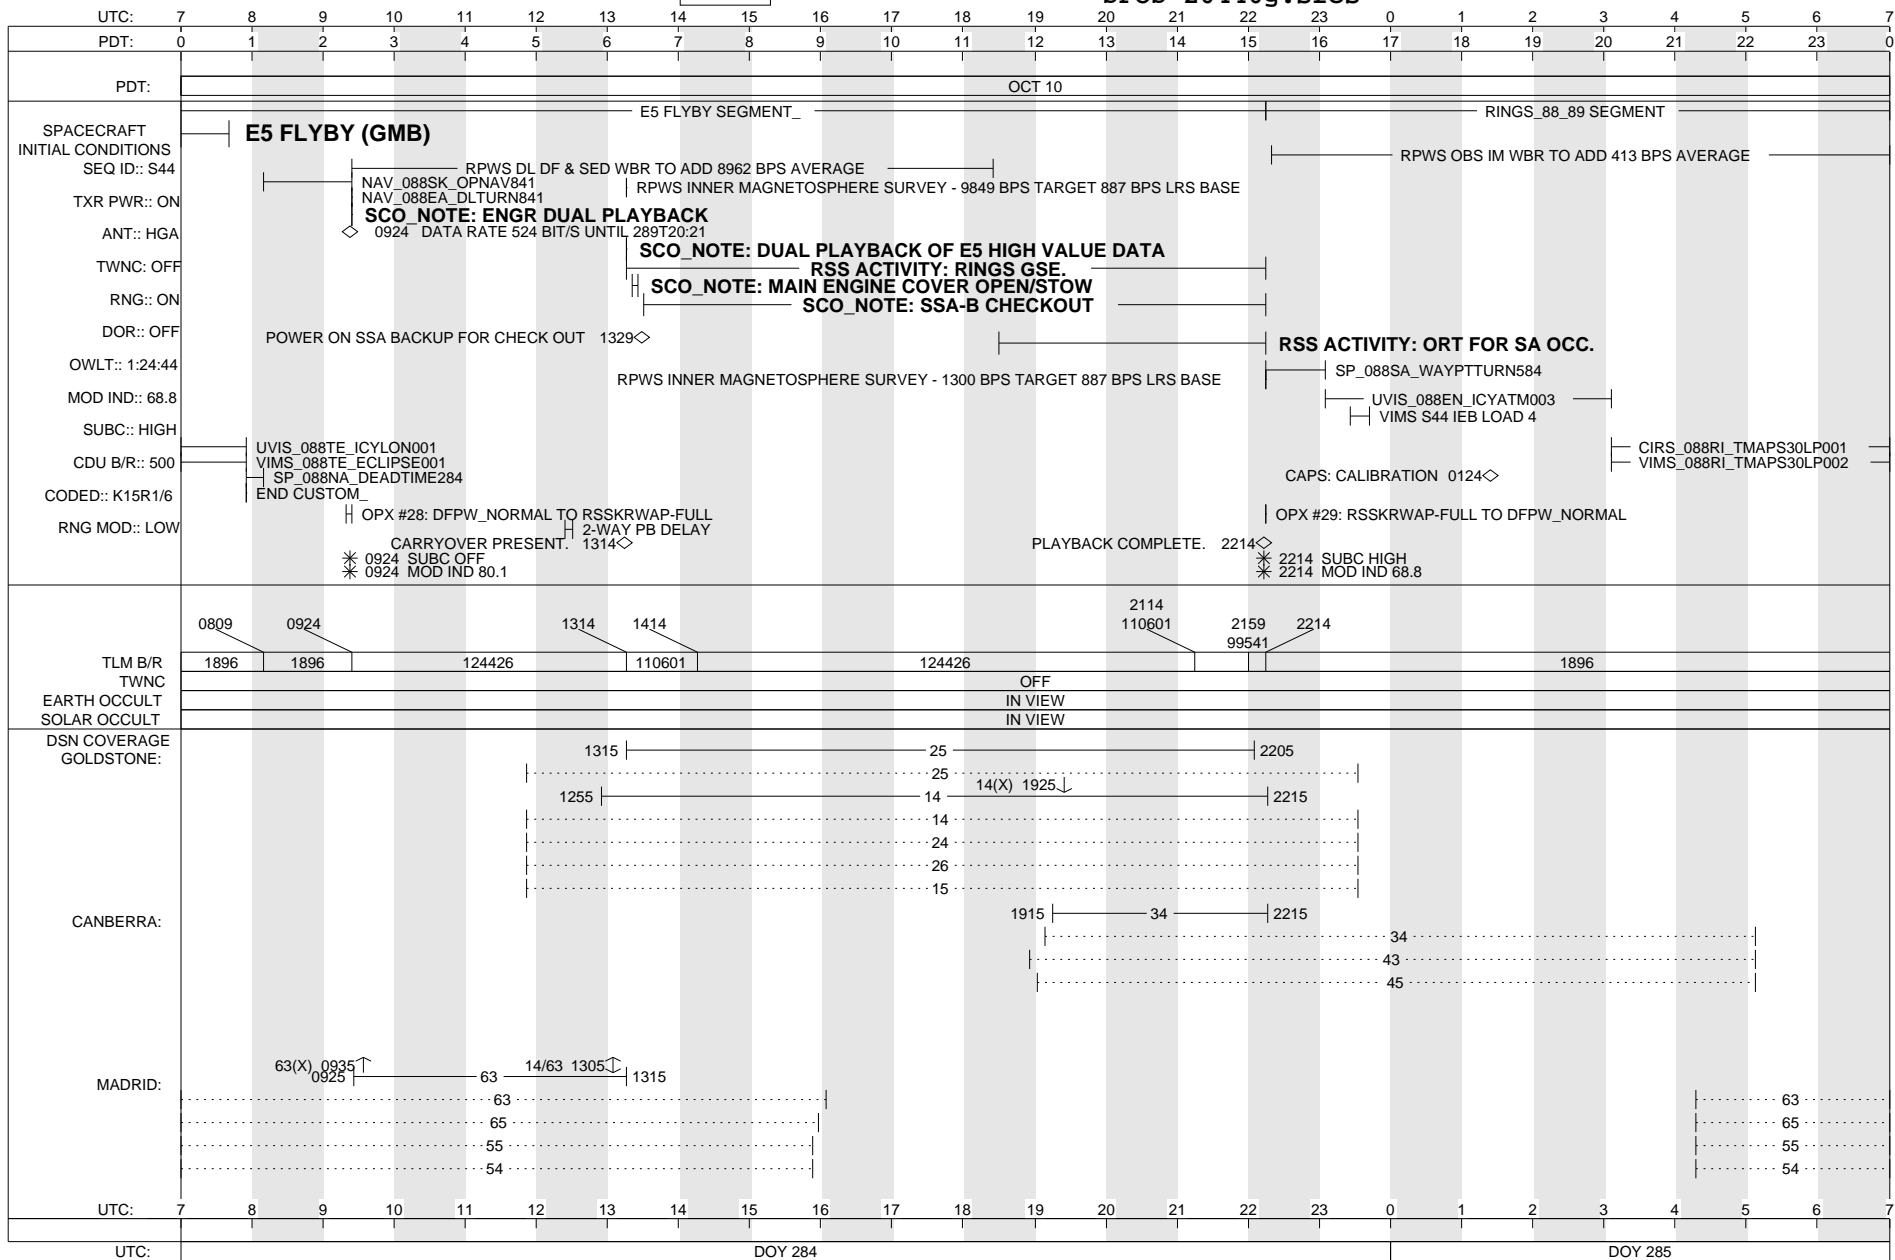 UTC: 7 8 9 10 11 12 13 14 15 16 17 18 19 20 21 22 23 0 1 2 3 4 5 6 7
PDT: 0 1 2 3 4 5 6 7 8 9 10 11 12 13 14 15 16 17 18 19 20 21 22 23 0
PDT: OCT 10
E5 FLYBY SEGMENT_ RINGS_88_89 SEGMENT
SPACECRAFT
INITIAL CONDITIONS
E5 FLYBY (GMB)
RPWS OBS IM WBR TO ADD 413 BPS AVERAGE
SEQ ID:: S44
RPWS DL DF & SED WBR TO ADD 8962 BPS AVERAGE
NAV_088SK_OPNAV841
RPWS INNER MAGNETOSPHERE SURVEY - 9849 BPS TARGET 887 BPS LRS BASE
TXR PWR:: ON
NAV_088EA_DLTURN841
SCO_NOTE: ENGR DUAL PLAYBACK
ANT:: HGA
0924 DATA RATE 524 BIT/S UNTIL 289T20:21
SCO_NOTE: DUAL PLAYBACK OF E5 HIGH VALUE DATA
TWNC: OFF
RSS ACTIVITY: RINGS GSE.
SCO_NOTE: MAIN ENGINE COVER OPEN/STOW
RNG:: ON
SCO_NOTE: SSA-B CHECKOUT
DOR:: OFF
POWER ON SSA BACKUP FOR CHECK OUT 1329
RSS ACTIVITY: ORT FOR SA OCC.
OWLT:: 1:24:44
SP_088SA_WAYPTTURN584
RPWS INNER MAGNETOSPHERE SURVEY - 1300 BPS TARGET 887 BPS LRS BASE
MOD IND:: 68.8
UVIS_088EN_ICYATM003
VIMS S44 IEB LOAD 4
SUBC:: HIGH
UVIS_088TE_ICYLON001
CIRS_088RI_TMAPS30LP001
CDU B/R:: 500
VIMS_088TE_ECLIPSE001
VIMS_088RI_TMAPS30LP002
SP_088NA_DEADTIME284
CAPS: CALIBRATION 0124
CODED:: K15R1/6
END CUSTOM_
OPX #28: DFPW_NORMAL TO RSSKRWAP-FULL
OPX #29: RSSKRWAP-FULL TO DFPW_NORMAL
RNG MOD:: LOW
2-WAY PB DELAY
CARRYOVER PRESENT. 1314
PLAYBACK COMPLETE. 2214
0924 SUBC OFF
2214 SUBC HIGH
0924 MOD IND 80.1
2214 MOD IND 68.8
2114
0809 0924 1314 1414 110601 2159 2214
99541
TLM B/R 1896 1896 124426 110601 124426 1896
TWNC OFF
EARTH OCCULT IN VIEW
SOLAR OCCULT IN VIEW
DSN COVERAGE
GOLDSTONE:
1315 25 2205
25
14(X) 1925
1255 14 2215
14
24
26
15
CANBERRA:
1915 34 2215
34
43
45
MADRID:
63(X) 0935 14/63 1305
0925 63 1315
63 63
65 65
55 55
54 54
UTC: 7 8 9 10 11 12 13 14 15 16 17 18 19 20 21 22 23 0 1 2 3 4 5 6 7
UTC: DOY 284 DOY 285